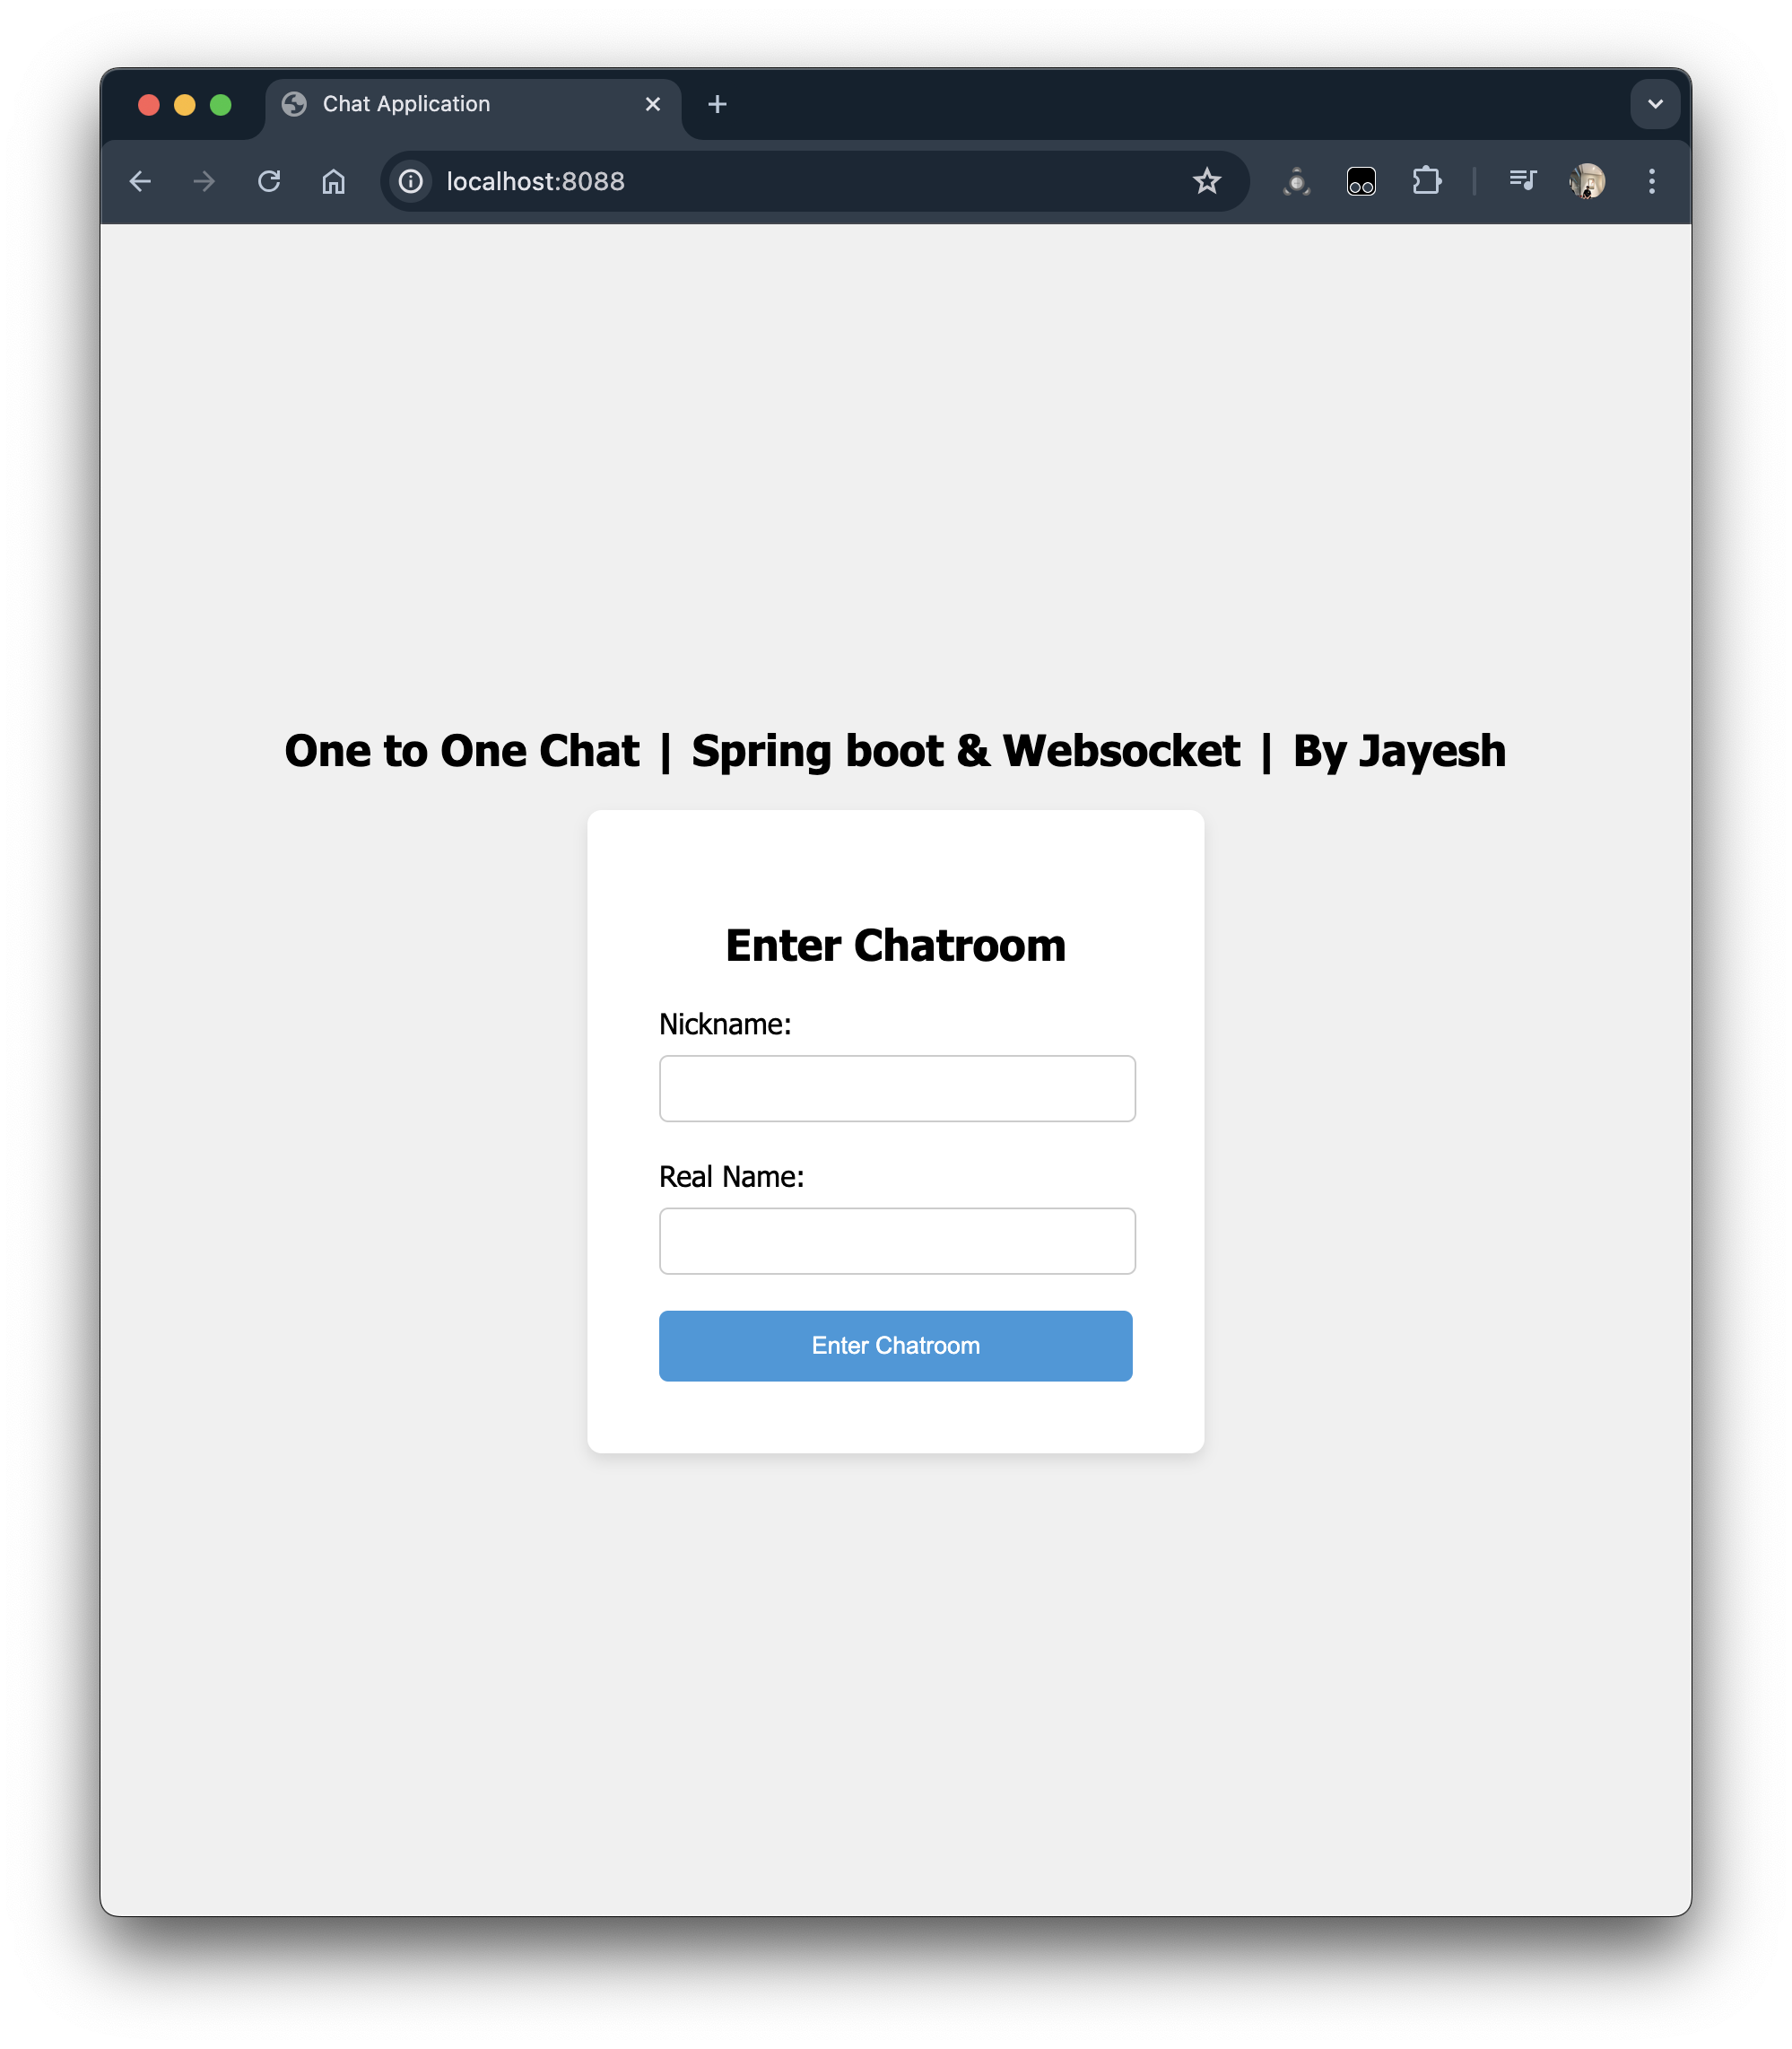 Chat Application
localhost:8088
One to One Chat | Spring boot & Websocket | By Jayesh
Enter Chatroom
Nickname:
Real Name:
Enter Chatroom